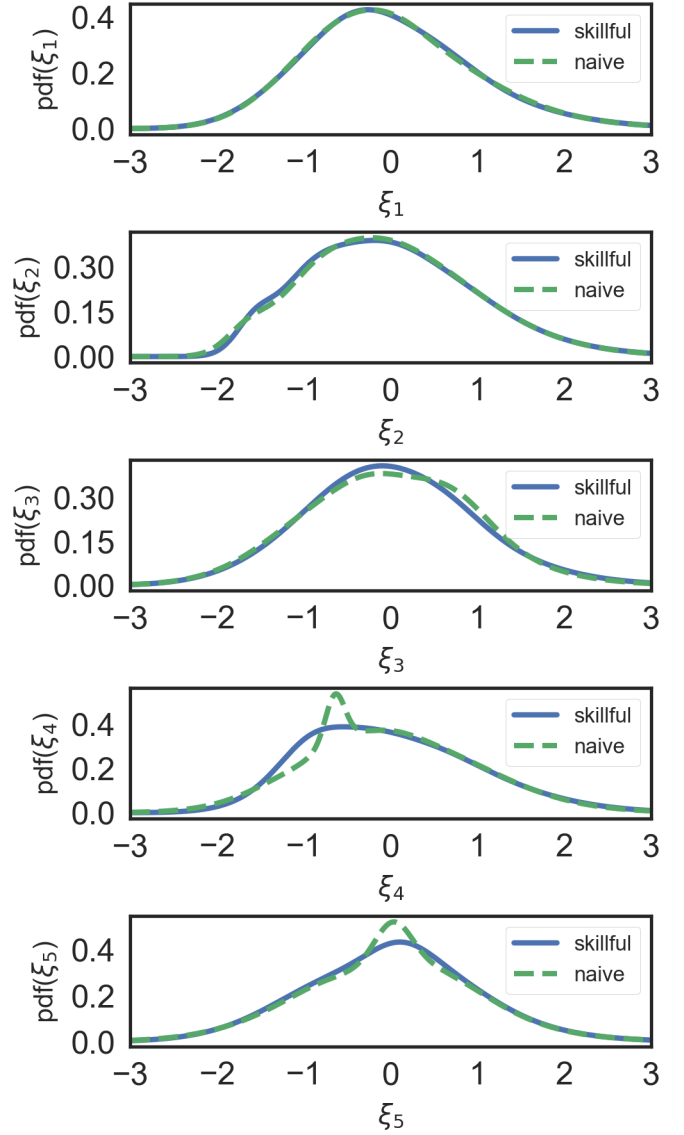 pdf(ξ₁)
0.4
0.2
0.0
skillful
naive
−3 −2 −1 0 1 2 3
ξ₁
pdf(ξ₂)
0.30
0.15
0.00
skillful
naive
−3 −2 −1 0 1 2 3
ξ₂
pdf(ξ₃)
0.30
0.15
0.00
skillful
naive
−3 −2 −1 0 1 2 3
ξ₃
pdf(ξ₄)
0.4
0.2
0.0
skillful
naive
−3 −2 −1 0 1 2 3
ξ₄
pdf(ξ₅)
0.4
0.2
0.0
skillful
naive
−3 −2 −1 0 1 2 3
ξ₅